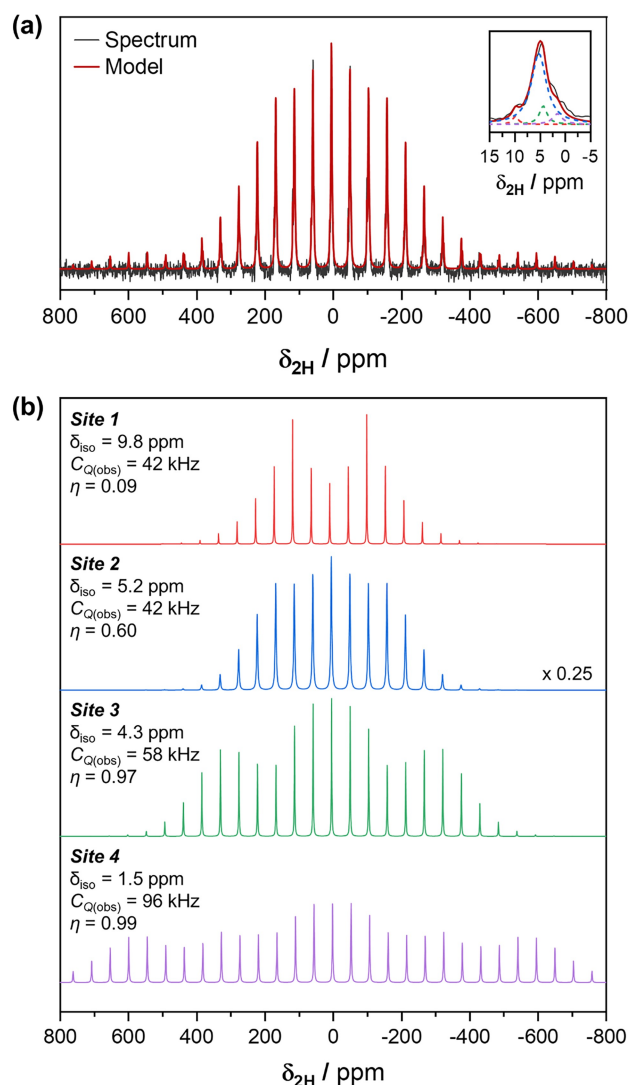 (a)
Spectrum
Model
15 10 5 0 -5
δ2H / ppm
800 600 400 200 0 -200 -400 -600 -800
δ2H / ppm
(b)
Site 1
δiso = 9.8 ppm
CQ(obs) = 42 kHz
η = 0.09
Site 2
δiso = 5.2 ppm
CQ(obs) = 42 kHz
η = 0.60
x 0.25
Site 3
δiso = 4.3 ppm
CQ(obs) = 58 kHz
η = 0.97
Site 4
δiso = 1.5 ppm
CQ(obs) = 96 kHz
η = 0.99
800 600 400 200 0 -200 -400 -600 -800
δ2H / ppm